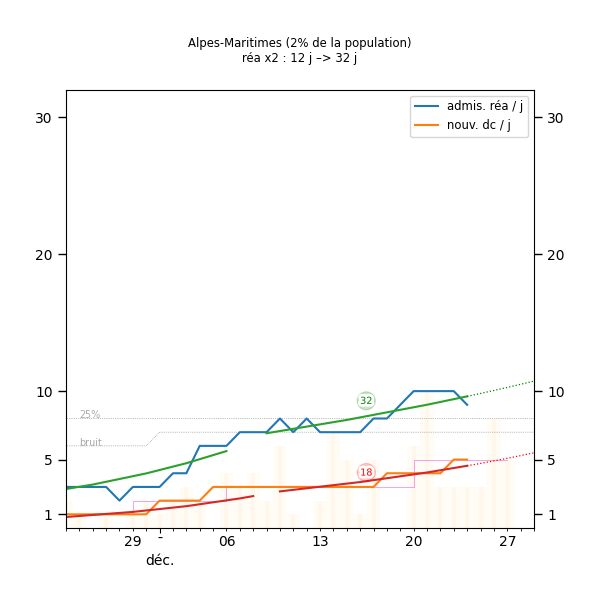 Alpes-Maritimes (2% de la population)
réa x2 : 12 j –> 32 j
admis. réa / j
nouv. dc / j
30 30
20 20
10 10
25%
32
bruit
5 5
18
1 1
29 - 06 13 20 27
déc.